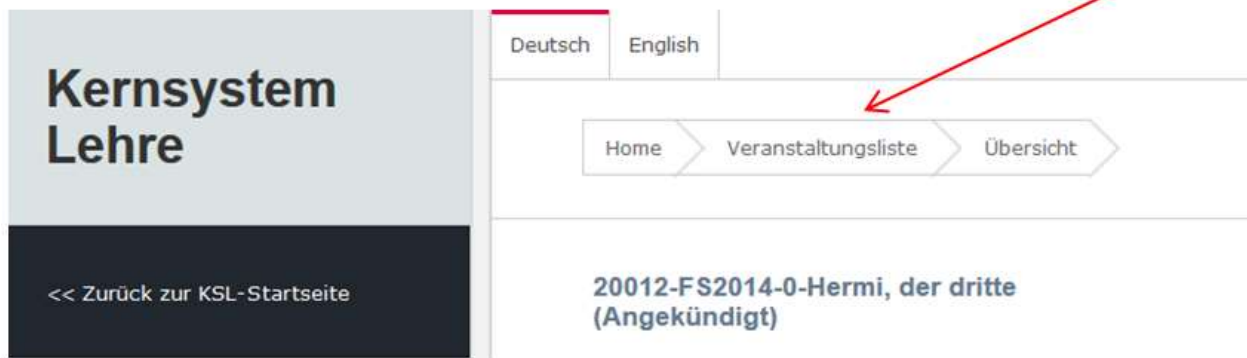 Kernsystem
Lehre
<< Zurück zur KSL-Startseite
Deutsch English
Home Veranstaltungsliste Übersicht
20012-FS2014-0-Hermi, der dritte
(Angekündigt)